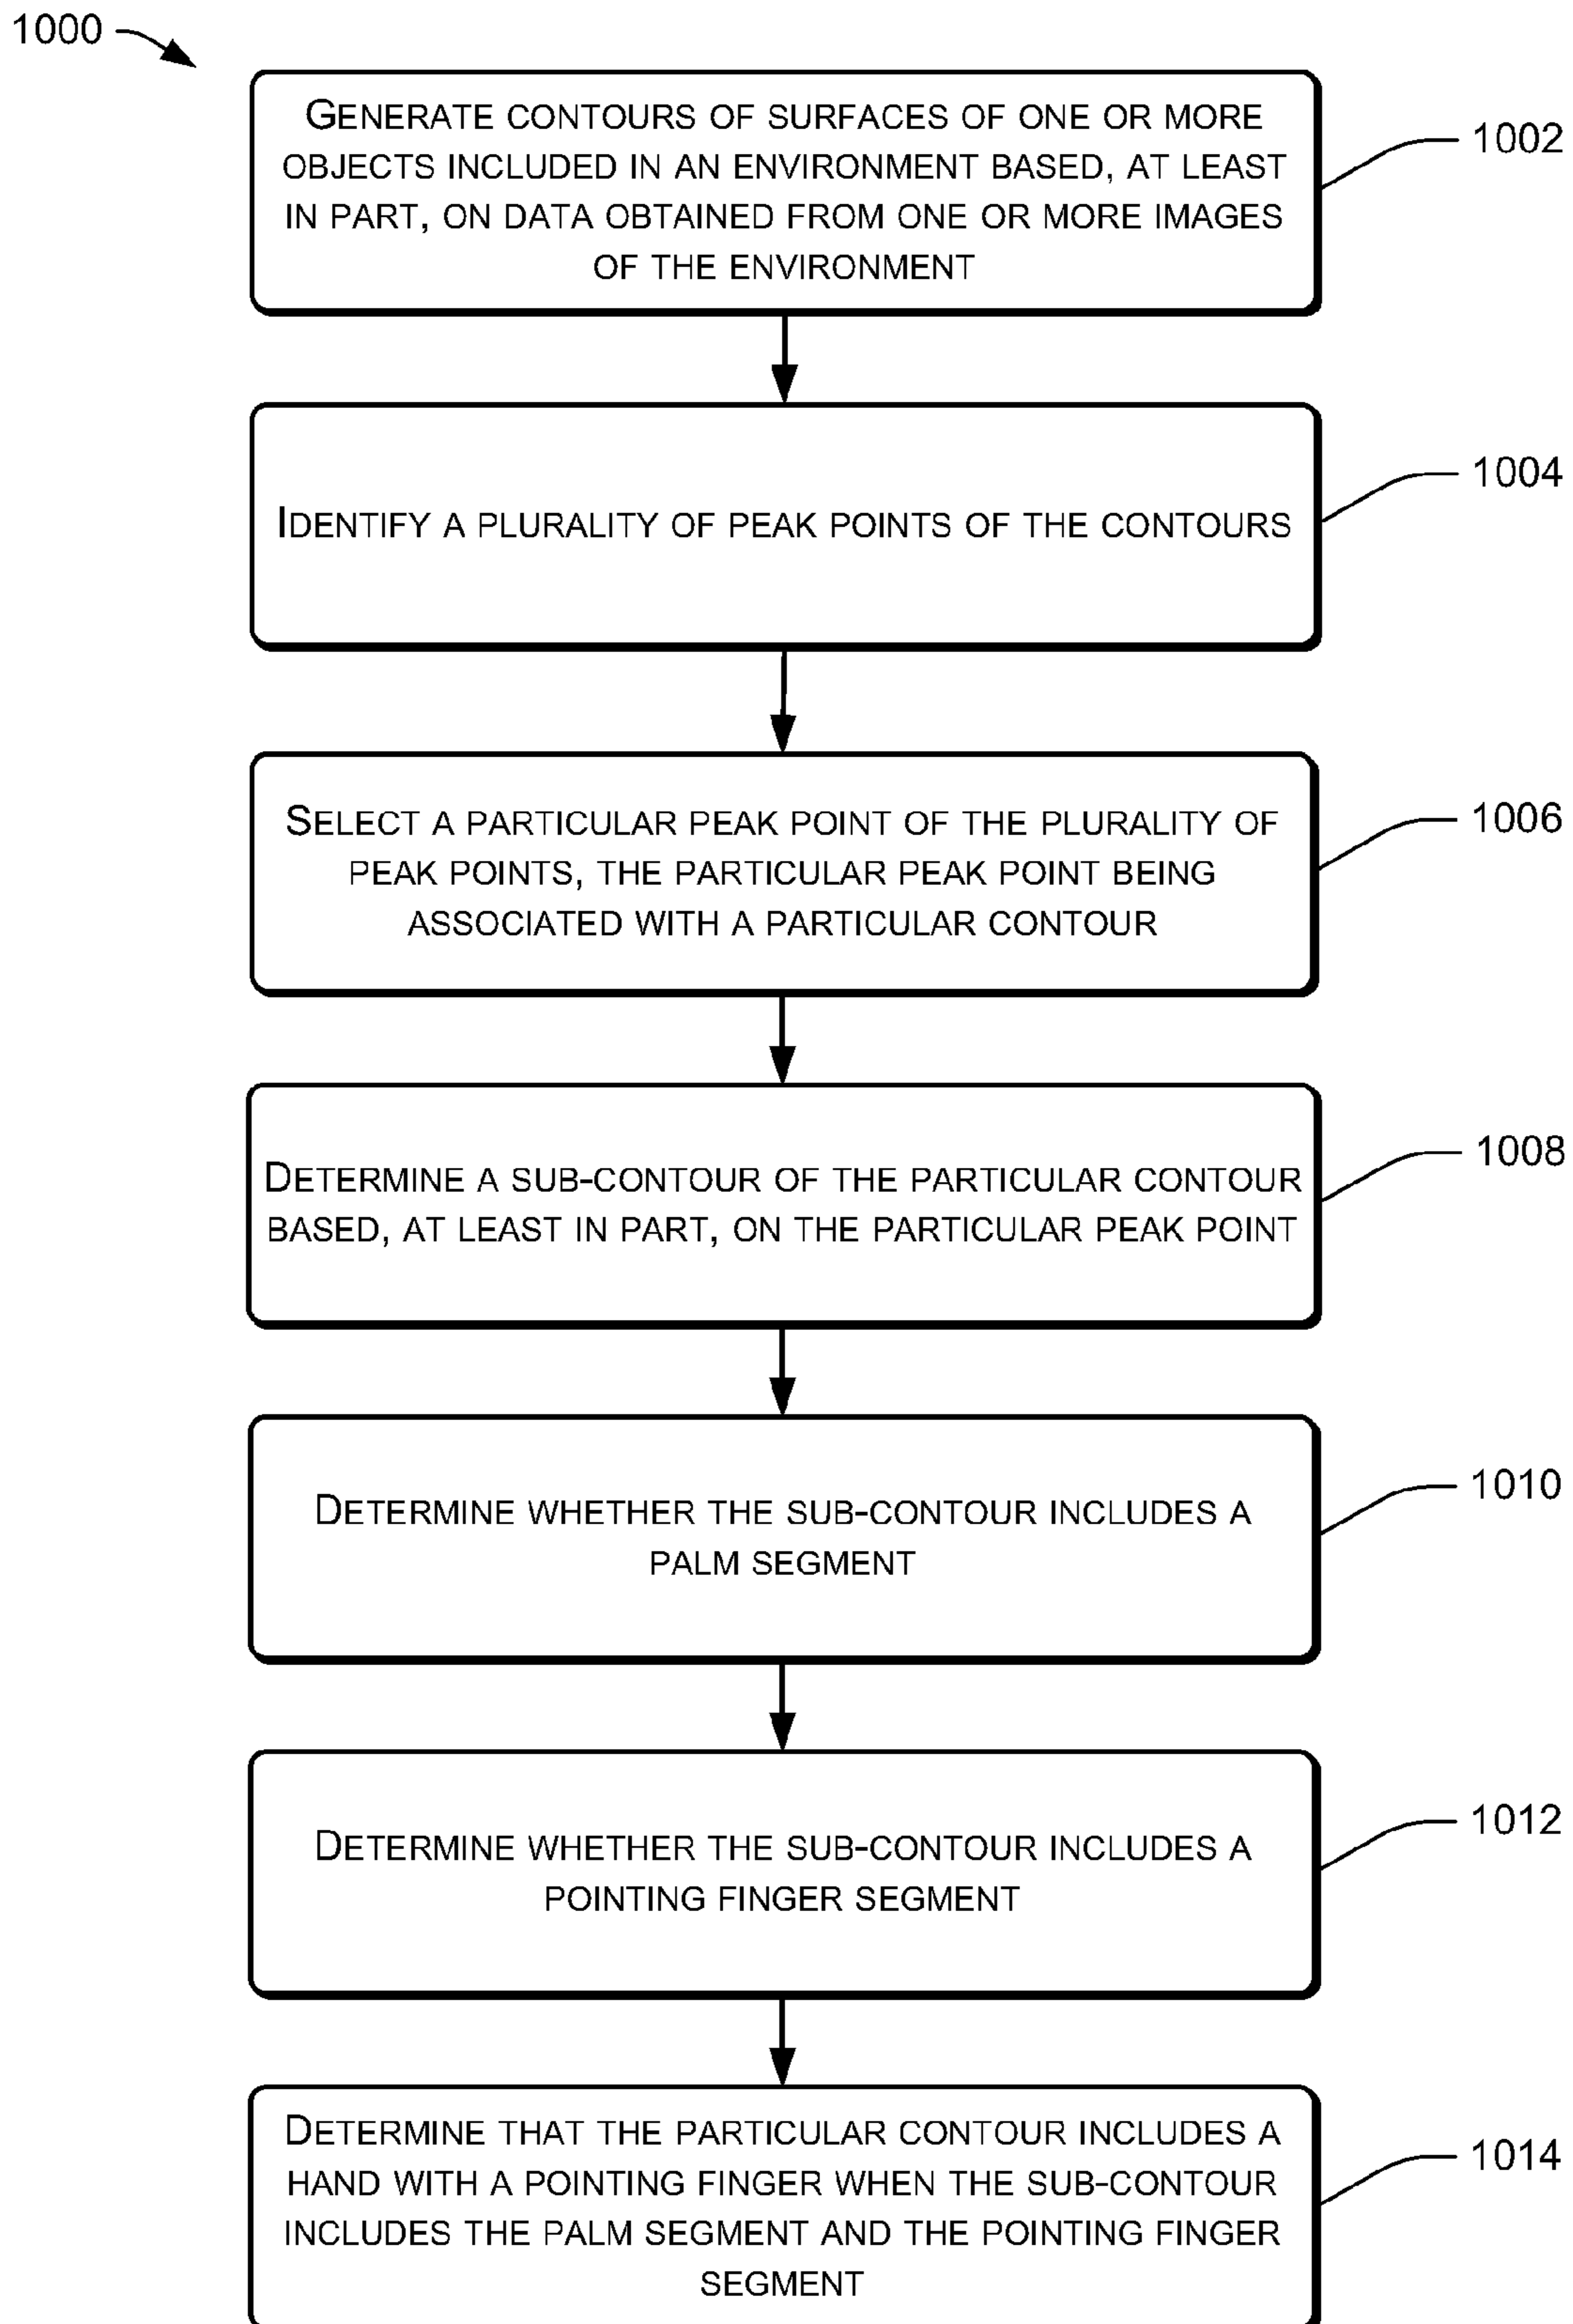 1000
GENERATE CONTOURS OF SURFACES OF ONE OR MORE
OBJECTS INCLUDED IN AN ENVIRONMENT BASED, AT LEAST
IN PART, ON DATA OBTAINED FROM ONE OR MORE IMAGES
OF THE ENVIRONMENT
1002
IDENTIFY A PLURALITY OF PEAK POINTS OF THE CONTOURS
1004
SELECT A PARTICULAR PEAK POINT OF THE PLURALITY OF
PEAK POINTS, THE PARTICULAR PEAK POINT BEING
ASSOCIATED WITH A PARTICULAR CONTOUR
1006
DETERMINE A SUB-CONTOUR OF THE PARTICULAR CONTOUR
BASED, AT LEAST IN PART, ON THE PARTICULAR PEAK POINT
1008
DETERMINE WHETHER THE SUB-CONTOUR INCLUDES A
PALM SEGMENT
1010
DETERMINE WHETHER THE SUB-CONTOUR INCLUDES A
POINTING FINGER SEGMENT
1012
DETERMINE THAT THE PARTICULAR CONTOUR INCLUDES A
HAND WITH A POINTING FINGER WHEN THE SUB-CONTOUR
INCLUDES THE PALM SEGMENT AND THE POINTING FINGER
SEGMENT
1014